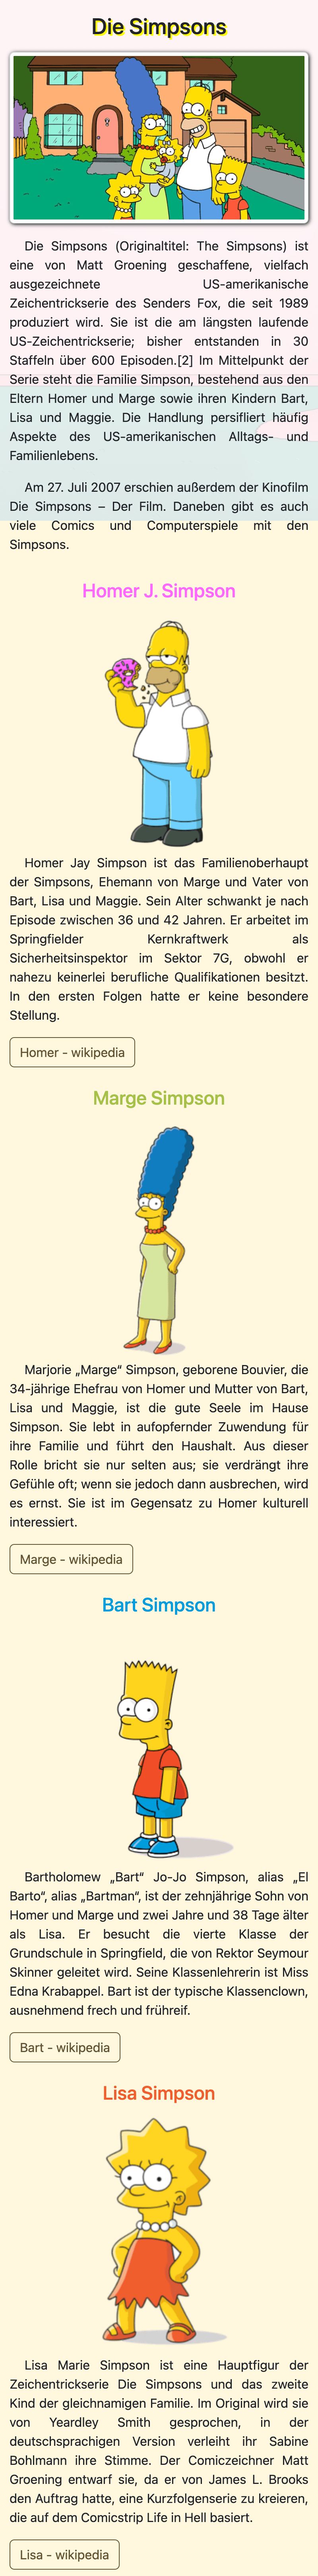 Die Simpsons
Die Simpsons (Originaltitel: The Simpsons) ist
eine von Matt Groening geschaffene, vielfach
ausgezeichnete US-amerikanische
Zeichentrickserie des Senders Fox, die seit 1989
produziert wird. Sie ist die am längsten laufende
US-Zeichentrickserie; bisher entstanden in 30
Staffeln über 600 Episoden.[2] Im Mittelpunkt der
Serie steht die Familie Simpson, bestehend aus den
Eltern Homer und Marge sowie ihren Kindern Bart,
Lisa und Maggie. Die Handlung persifliert häufig
Aspekte des US-amerikanischen Alltags- und
Familienlebens.
Am 27. Juli 2007 erschien außerdem der Kinofilm
Die Simpsons – Der Film. Daneben gibt es auch
viele Comics und Computerspiele mit den
Simpsons.
Homer J. Simpson
Homer Jay Simpson ist das Familienoberhaupt
der Simpsons, Ehemann von Marge und Vater von
Bart, Lisa und Maggie. Sein Alter schwankt je nach
Episode zwischen 36 und 42 Jahren. Er arbeitet im
Springfielder Kernkraftwerk als
Sicherheitsinspektor im Sektor 7G, obwohl er
nahezu keinerlei berufliche Qualifikationen besitzt.
In den ersten Folgen hatte er keine besondere
Stellung.
Homer - wikipedia
Marge Simpson
Marjorie „Marge“ Simpson, geborene Bouvier, die
34-jährige Ehefrau von Homer und Mutter von Bart,
Lisa und Maggie, ist die gute Seele im Hause
Simpson. Sie lebt in aufopfernder Zuwendung für
ihre Familie und führt den Haushalt. Aus dieser
Rolle bricht sie nur selten aus; sie verdrängt ihre
Gefühle oft; wenn sie jedoch dann ausbrechen, wird
es ernst. Sie ist im Gegensatz zu Homer kulturell
interessiert.
Marge - wikipedia
Bart Simpson
Bartholomew „Bart“ Jo-Jo Simpson, alias „El
Barto“, alias „Bartman“, ist der zehnjährige Sohn von
Homer und Marge und zwei Jahre und 38 Tage älter
als Lisa. Er besucht die vierte Klasse der
Grundschule in Springfield, die von Rektor Seymour
Skinner geleitet wird. Seine Klassenlehrerin ist Miss
Edna Krabappel. Bart ist der typische Klassenclown,
ausnehmend frech und frühreif.
Bart - wikipedia
Lisa Simpson
Lisa Marie Simpson ist eine Hauptfigur der
Zeichentrickserie Die Simpsons und das zweite
Kind der gleichnamigen Familie. Im Original wird sie
von Yeardley Smith gesprochen, in der
deutschsprachigen Version verleiht ihr Sabine
Bohlmann ihre Stimme. Der Comiczeichner Matt
Groening entwarf sie, da er von James L. Brooks
den Auftrag hatte, eine Kurzfolgenserie zu kreieren,
die auf dem Comicstrip Life in Hell basiert.
Lisa - wikipedia